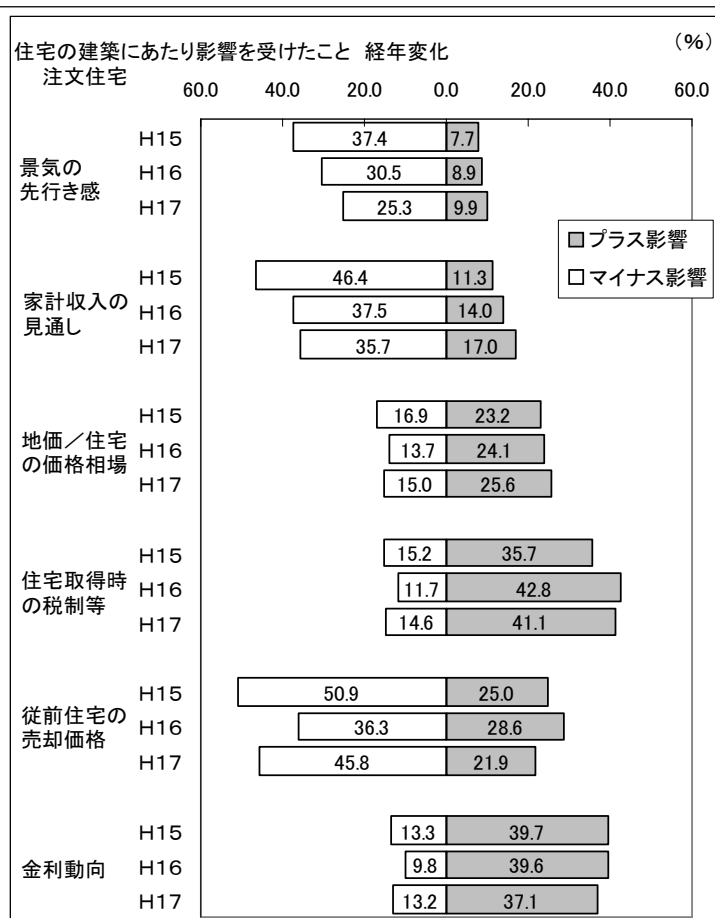 住宅の建築にあたり影響を受けたこと 経年変化 (%)
注文住宅
60.0 40.0 20.0 0.0 20.0 40.0 60.0
景気の
先行き感
H15 37.4 7.7
H16 30.5 8.9
H17 25.3 9.9
プラス影響
マイナス影響
家計収入の
見通し
H15 46.4 11.3
H16 37.5 14.0
H17 35.7 17.0
地価／住宅
の価格相場
H15 16.9 23.2
H16 13.7 24.1
H17 15.0 25.6
住宅取得時
の税制等
H15 15.2 35.7
H16 11.7 42.8
H17 14.6 41.1
従前住宅の
売却価格
H15 50.9 25.0
H16 36.3 28.6
H17 45.8 21.9
金利動向
H15 13.3 39.7
H16 9.8 39.6
H17 13.2 37.1